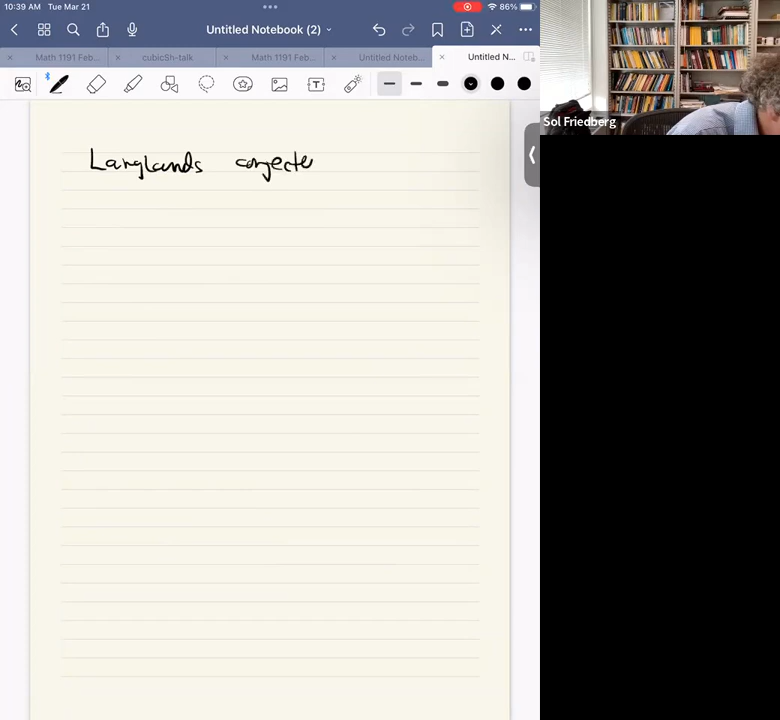 10:39 AM Tue Mar 21
86%
Untitled Notebook (2)
Math 1191 Feb...
cubicSh-talk
Math 1191 Feb...
Untitled Noteb...
Untitled N...
Sol Friedberg
Langlands conjecte